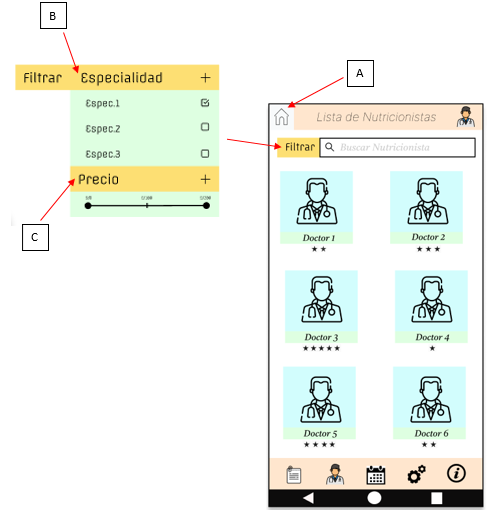 B
Filtrar Especialidad +
Espec.1
Espec.2
Espec.3
Precio +
C
A
Lista de Nutricionistas
Filtrar Buscar Nutricionista
Doctor 1 Doctor 2
Doctor 3 Doctor 4
Doctor 5 Doctor 6